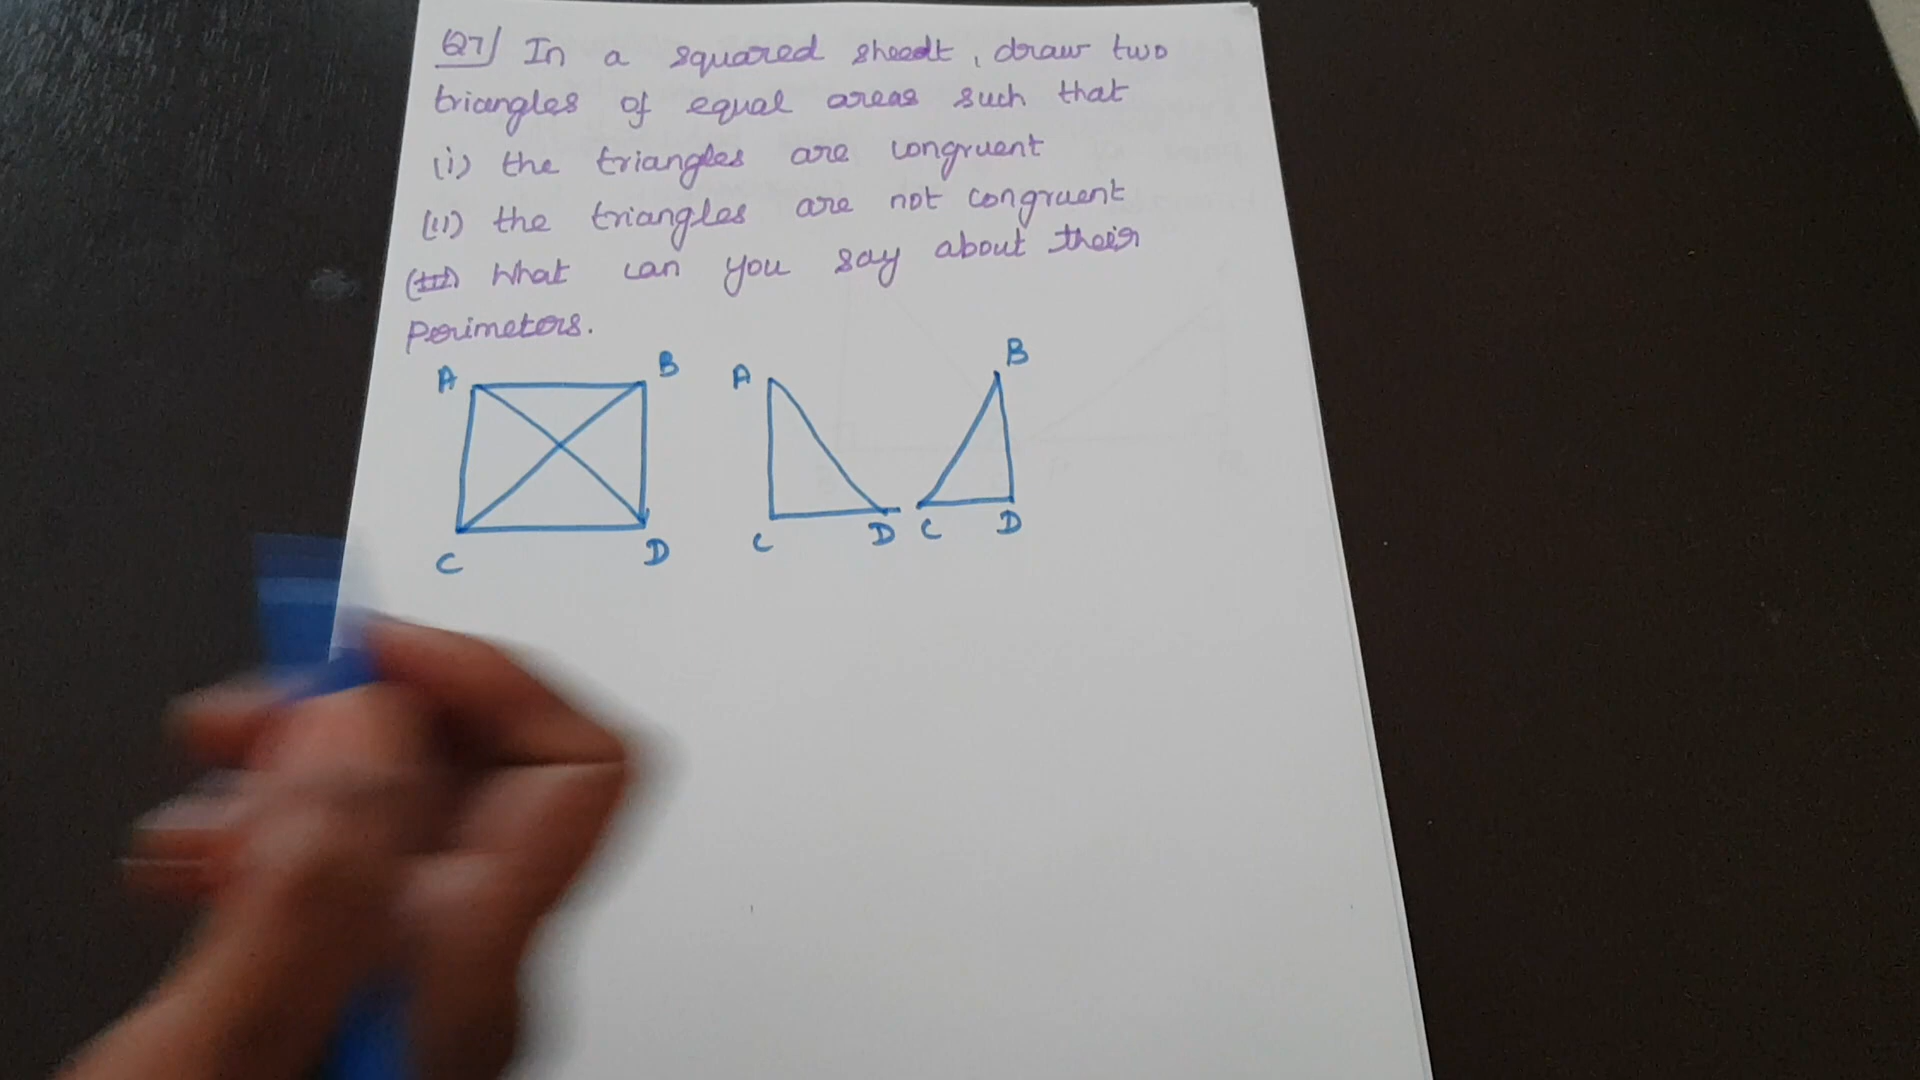 Q7/ In a squared sheet, draw two
triangles of equal areas such that
(i) the triangles are congruent
(ii) the triangles are not congruent
(iii) What can you say about their
perimeters.
A B A B
C D C D C D